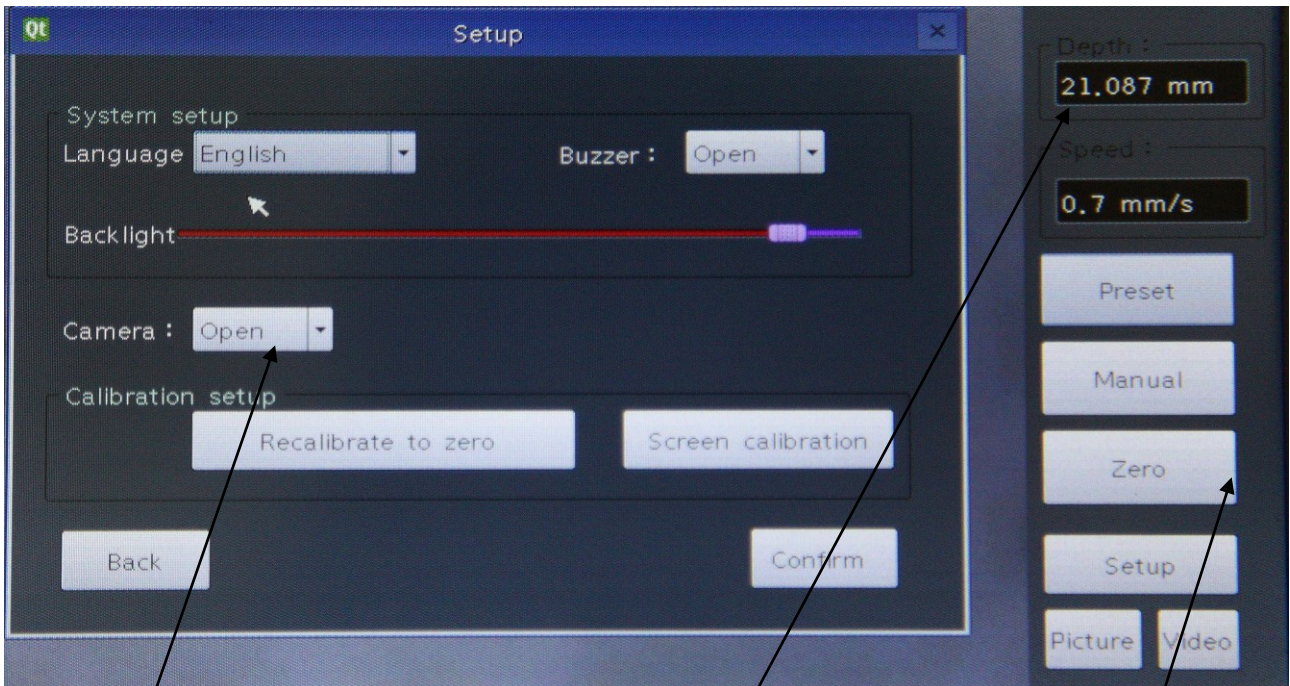 Qt
Setup
System setup
Language English
Buzzer : Open
Backlight
Camera : Open
Calibration setup
Recalibrate to zero
Screen calibration
Back
Confirm
Depth :
21.087 mm
Speed :
0.7 mm/s
Preset
Manual
Zero
Setup
Picture
Video